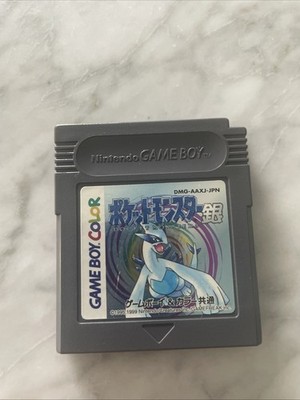 Nintendo GAME BOY™
DMG-AAXJ-JPN
ポケットモンスター銀
GAME BOY COLOR
ゲームボーイ&カラー共通